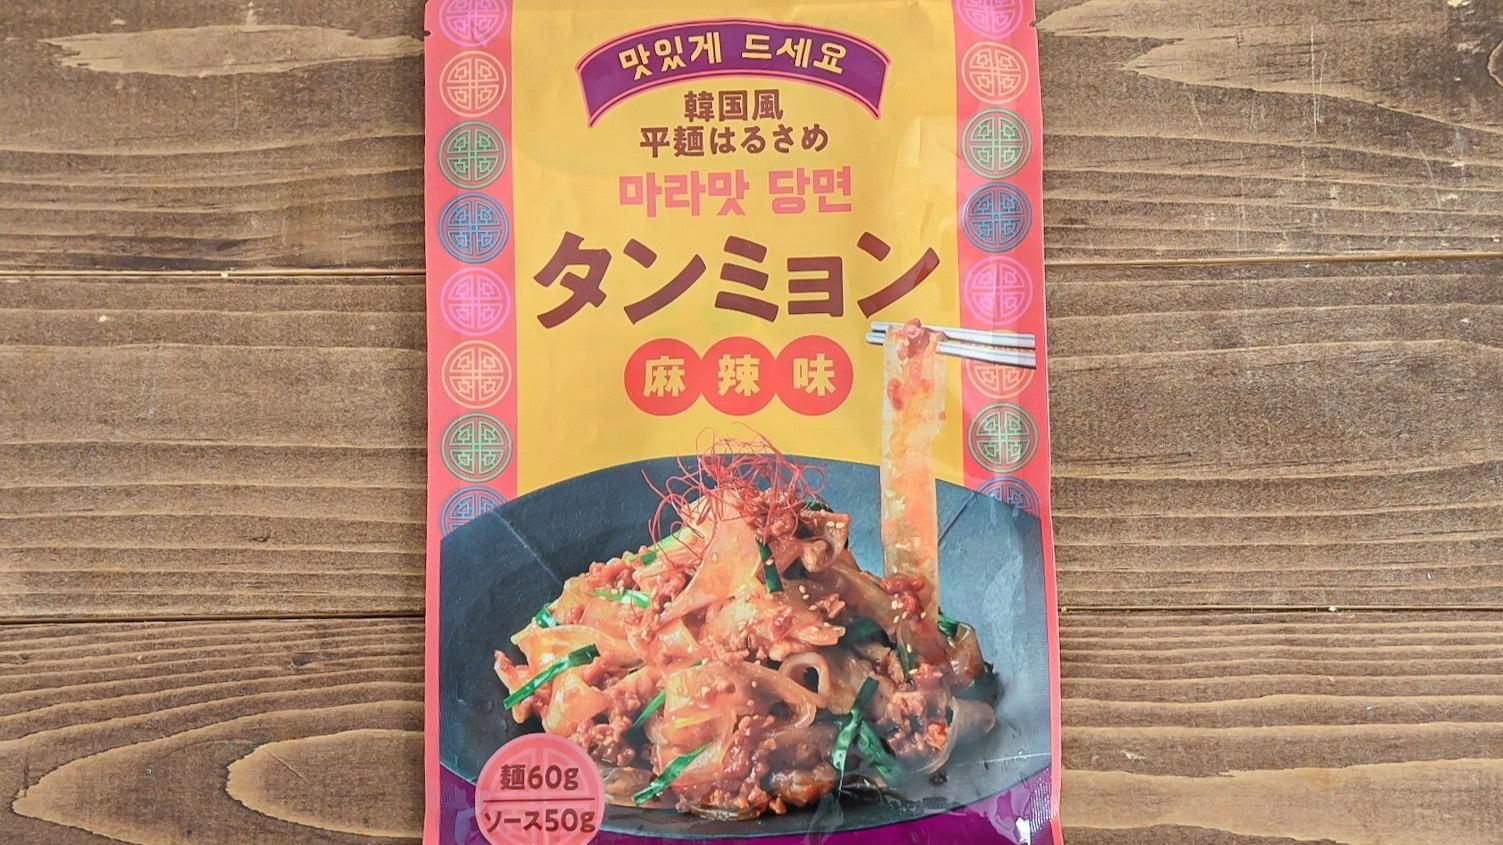 맛있게 드세요
韓国風
平麺はるさめ
마라맛 당면
タンミョン
麻辣味
麺60g
ソース50g